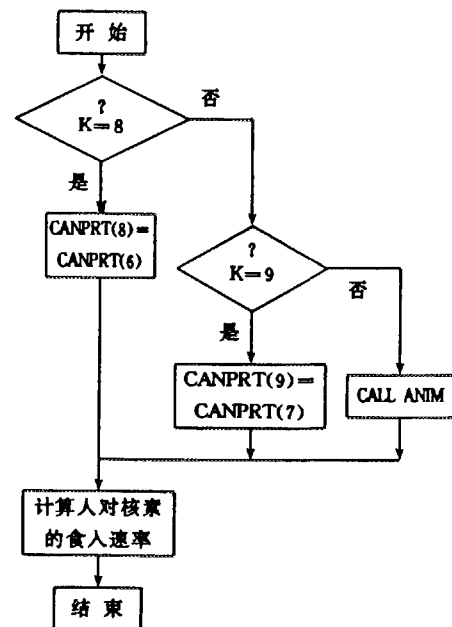 开 始
?
K=8
否
是
CANPRT(8)=
CANPRT(6)
?
K=9
否
是
CANPRT(9)=
CANPRT(7)
CALL ANIM
计算人对核素
的食入速率
结 束